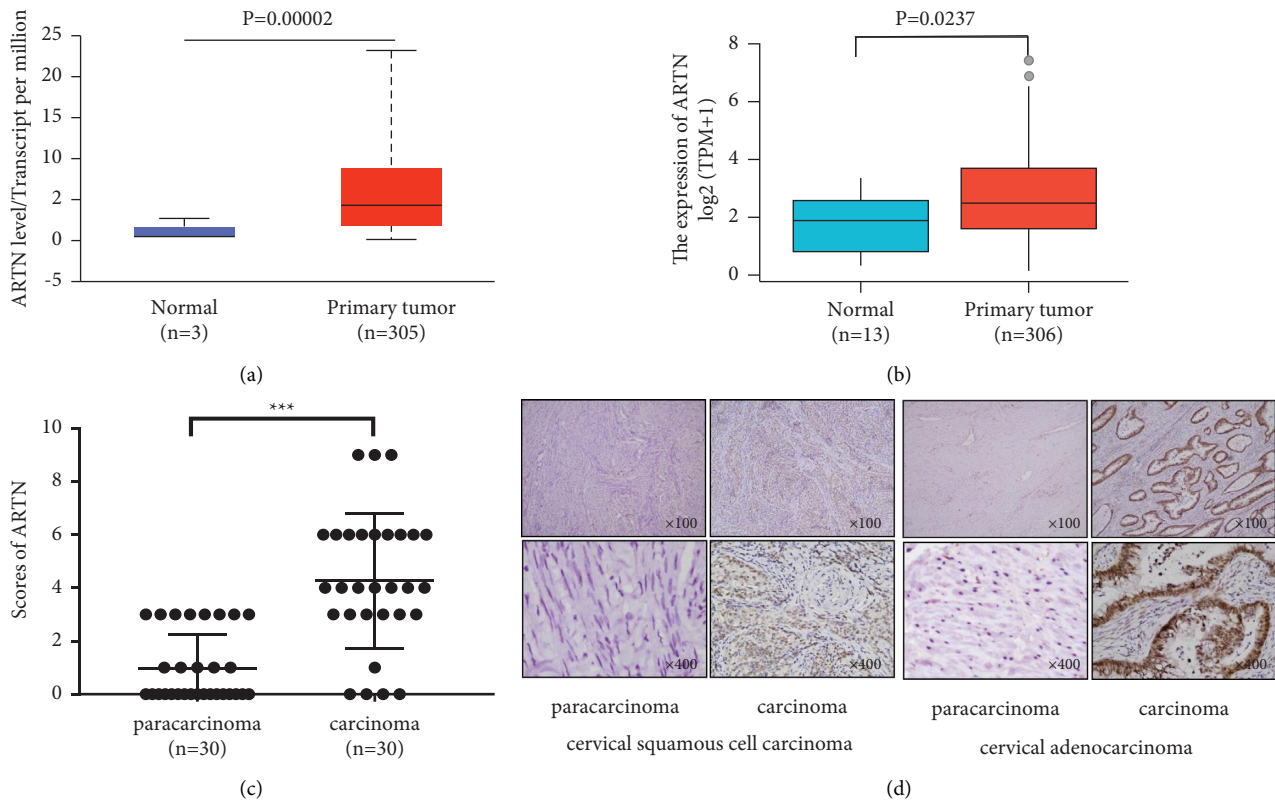 P=0.00002
ARTN level/Transcript per million
25
20
15
10
2
0
-5
Normal
(n=3)
Primary tumor
(n=305)
(a)
P=0.0237
The expression of ARTN
log2 (TPM+1)
8
6
4
2
0
Normal
(n=13)
Primary tumor
(n=306)
(b)
***
Scores of ARTN
10
8
6
4
2
0
paracarcinoma
(n=30)
carcinoma
(n=30)
(c)
×100
×100
×100
×100
×400
×400
×400
×400
paracarcinoma
carcinoma
paracarcinoma
carcinoma
cervical squamous cell carcinoma
cervical adenocarcinoma
(d)